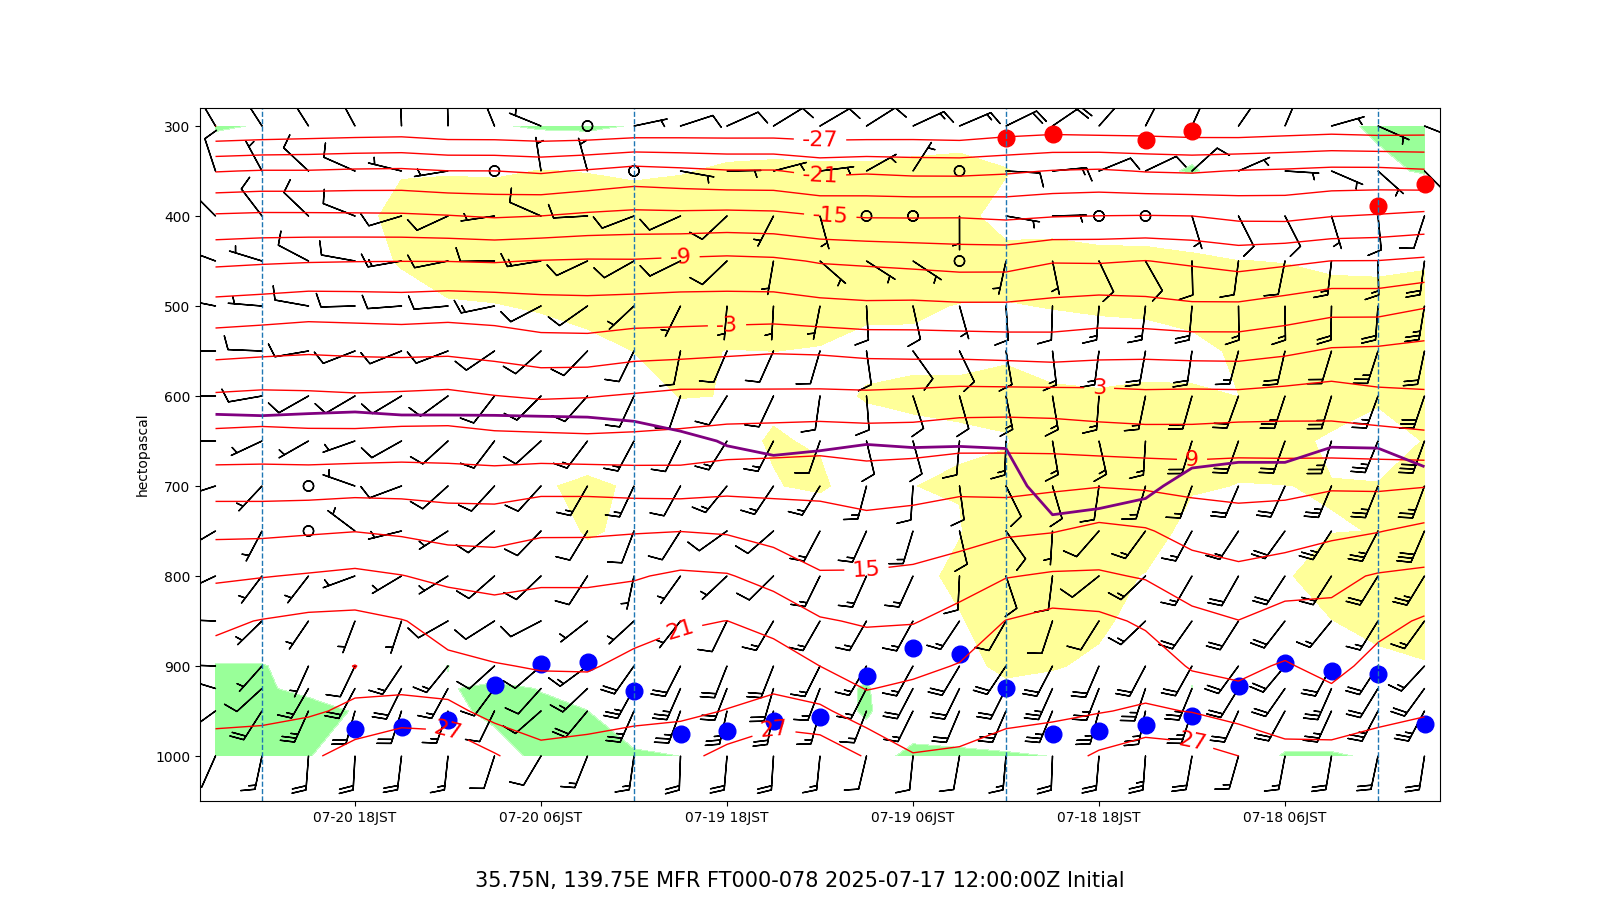 300
400
500
600
700
800
900
1000
hectopascal
-27
-21
-15
-9
-3
3
9
15
21
27
27
27
07-20 18JST
07-20 06JST
07-19 18JST
07-19 06JST
07-18 18JST
07-18 06JST
35.75N, 139.75E MFR FT000-078 2025-07-17 12:00:00Z Initial